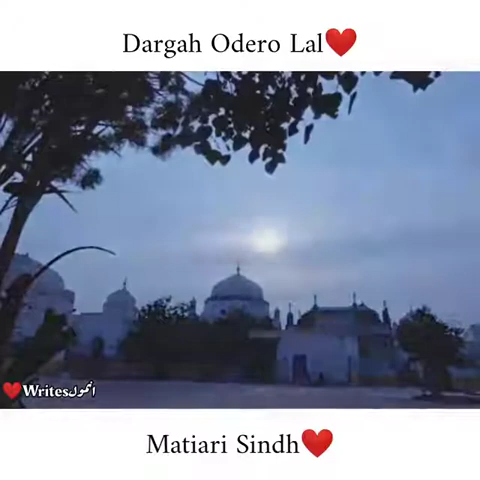 Dargah Odero Lal❤️
❤️Writesانمول
Matiari Sindh❤️